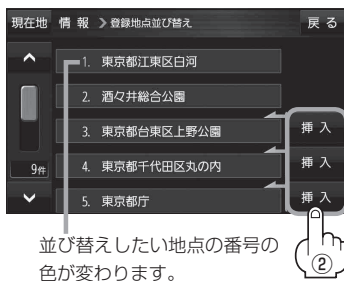 現在地 情報 》登録地点並び替え 戻る
1. 東京都江東区白河
2. 酒々井総合公園
3. 東京都台東区上野公園 挿入
9件 4. 東京都千代田区丸の内 挿入
5. 東京都庁 挿入
②
並び替えしたい地点の番号の
色が変わります。